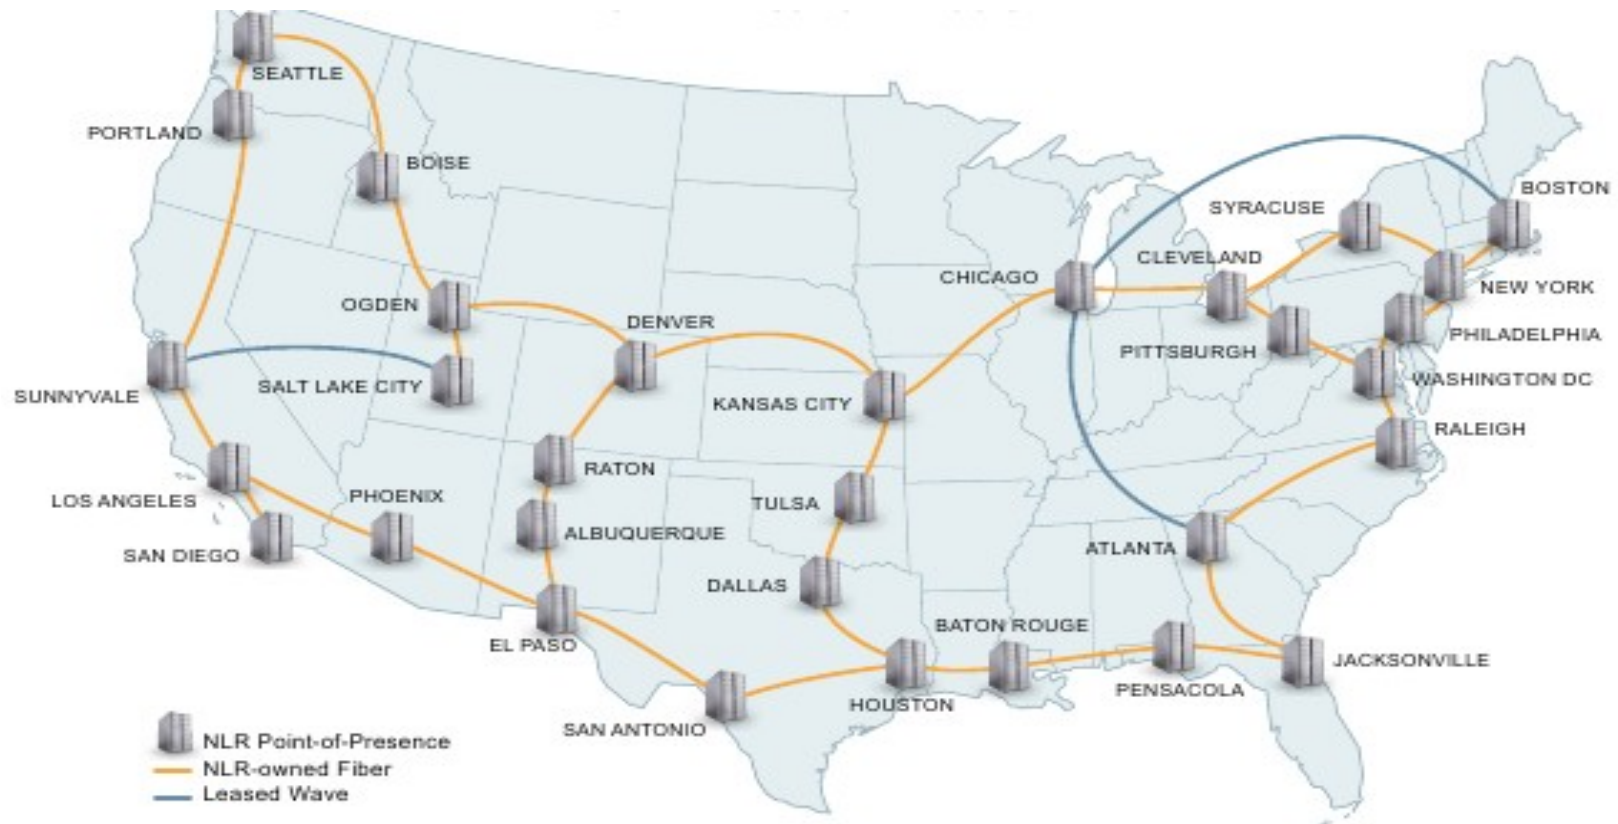 SEATTLE
PORTLAND
BOISE
BOSTON
SYRACUSE
CLEVELAND
CHICAGO
NEW YORK
OGDEN
DENVER
PHILADELPHIA
PITTSBURGH
WASHINGTON DC
SALT LAKE CITY
SUNNYVALE
KANSAS CITY
RALEIGH
RATON
PHOENIX
LOS ANGELES
TULSA
ALBUQUERQUE
ATLANTA
SAN DIEGO
DALLAS
BATON ROUGE
EL PASO
JACKSONVILLE
PENSACOLA
HOUSTON
SAN ANTONIO
NLR Point-of-Presence
NLR-owned Fiber
Leased Wave